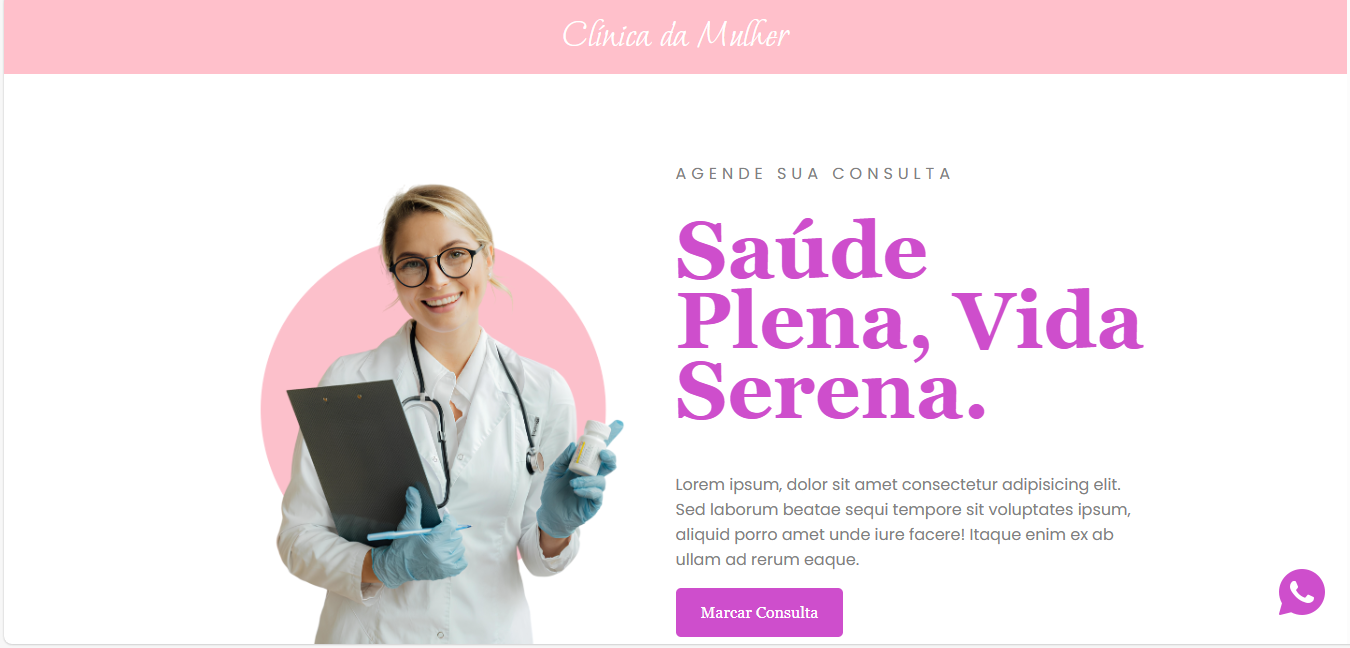 Clínica da Mulher
AGENDE SUA CONSULTA
Saúde
Plena, Vida
Serena.
Lorem ipsum, dolor sit amet consectetur adipisicing elit.
Sed laborum beatae sequi tempore sit voluptates ipsum,
aliquid porro amet unde iure facere! Itaque enim ex ab
ullam ad rerum eaque.
Marcar Consulta